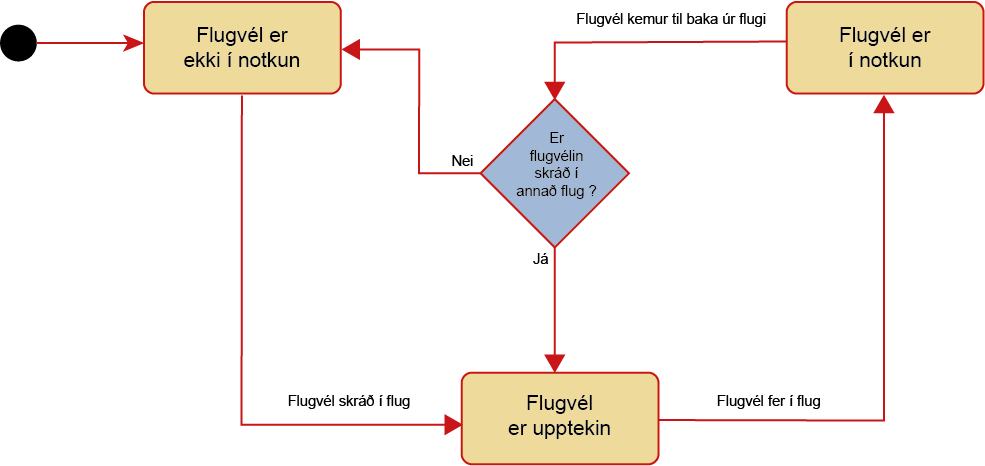 Flugvél er
ekki í notkun
Flugvél kemur til baka úr flugi
Flugvél er
í notkun
Er
flugvélin
skráð í
annað flug ?
Nei
Já
Flugvél skráð í flug
Flugvél
er upptekin
Flugvél fer í flug